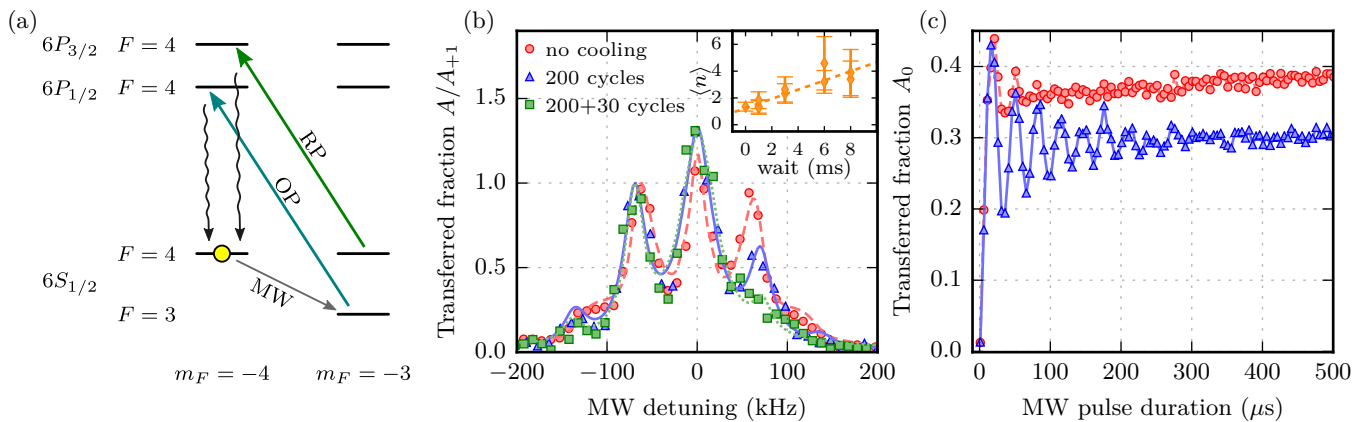 (a)
6P3/2 F = 4
6P1/2 F = 4
RP
OP
F = 4
6S1/2
MW
F = 3
mF = −4 mF = −3
(b)
Transferred fraction A/A+1
1.5
1.0
0.5
0.0
−200 −100 0 100 200
MW detuning (kHz)
no cooling
200 cycles
200+30 cycles
⟨n⟩
6
4
2
0
0 2 4 6 8
wait (ms)
(c)
Transferred fraction A0
0.4
0.3
0.2
0.1
0.0
0 100 200 300 400 500
MW pulse duration (μs)